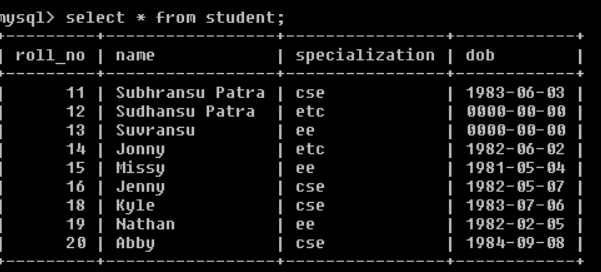 mysql> select * from student;
+---------+-----------------+----------------+------------+
| roll_no | name            | specialization | dob        |
+---------+-----------------+----------------+------------+
|      11 | Subhransu Patra | cse            | 1983-06-03 |
|      12 | Sudhansu Patra  | etc            | 0000-00-00 |
|      13 | Suvransu        | ee             | 0000-00-00 |
|      14 | Jonny           | etc            | 1982-06-02 |
|      15 | Missy           | ee             | 1981-05-04 |
|      16 | Jenny           | cse            | 1982-05-07 |
|      18 | Kyle            | cse            | 1983-07-06 |
|      19 | Nathan          | ee             | 1982-02-05 |
|      20 | Abby            | cse            | 1984-09-08 |
+---------+-----------------+----------------+------------+